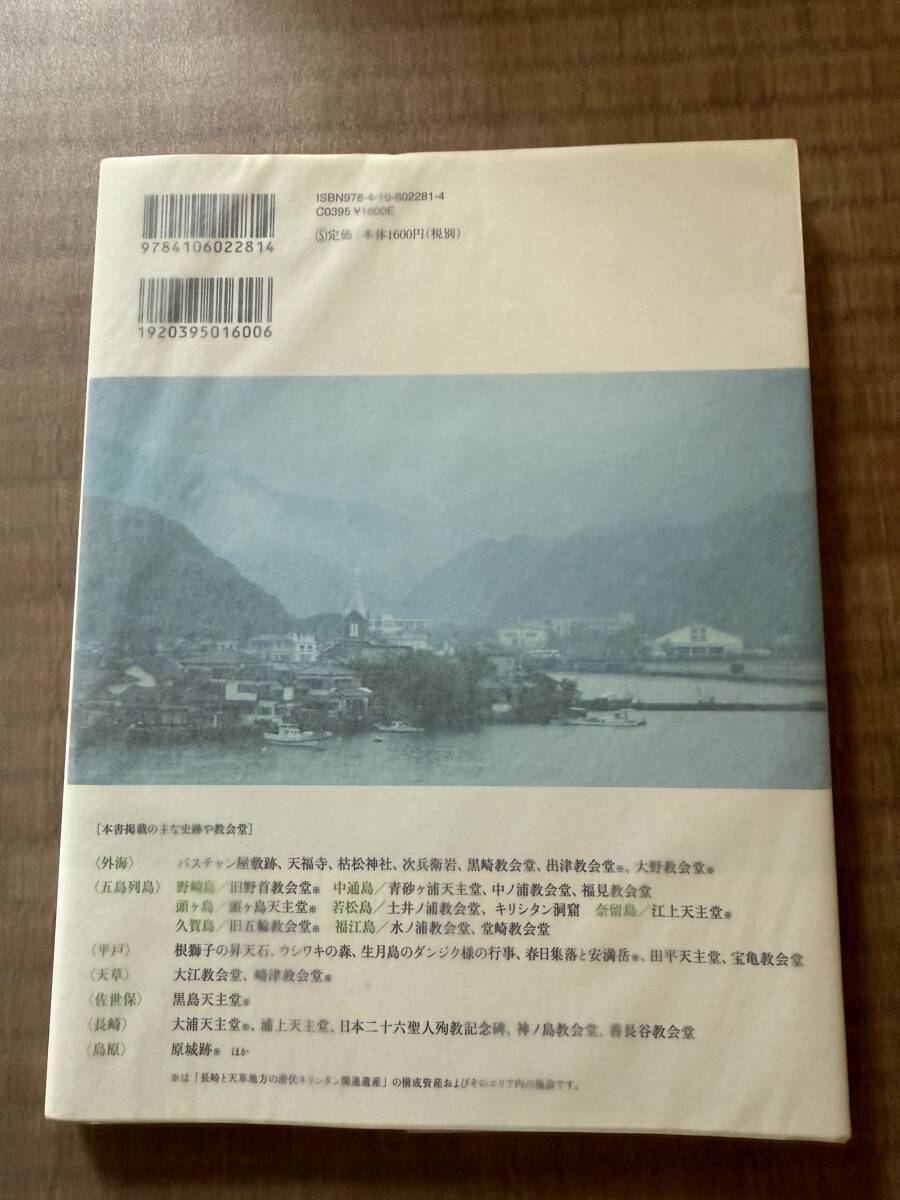 ISBN978-4-10-602281-4
C0395 ¥1600E
Ⓢ定価：本体1600円（税別）
9784106022814
1920395016006
［本書掲載の主な史跡や教会堂］
〈外海〉 バスチャン屋敷跡、天福寺、枯松神社、次兵衛岩、黒崎教会堂、出津教会堂※、大野教会堂※
〈五島列島〉 野崎島／旧野首教会堂※ 中通島／青砂ヶ浦天主堂、中ノ浦教会堂、福見教会堂
頭ヶ島／頭ヶ島天主堂※ 若松島／土井ノ浦教会堂、キリシタン洞窟 奈留島／江上天主堂※
久賀島／旧五輪教会堂※ 福江島／水ノ浦教会堂、堂崎教会堂
〈平戸〉 根獅子の昇天石、ウシワキの森、生月島のダンジク様の行事、春日集落と安満岳※、田平天主堂、宝亀教会堂
〈天草〉 大江教会堂、﨑津教会堂※
〈佐世保〉 黒島天主堂※
〈長崎〉 大浦天主堂※、浦上天主堂、日本二十六聖人殉教記念碑、神ノ島教会堂、善長谷教会堂
〈島原〉 原城跡※ ほか
※は「長崎と天草地方の潜伏キリシタン関連遺産」の構成資産およびそのエリア内の施設です。